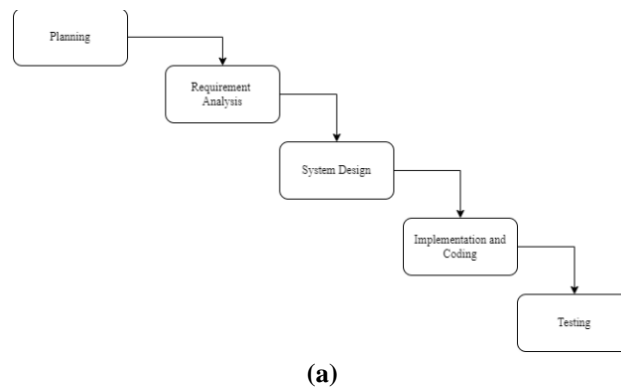 Planning
Requirement
Analysis
System Design
Implementation and
Coding
Testing
(a)